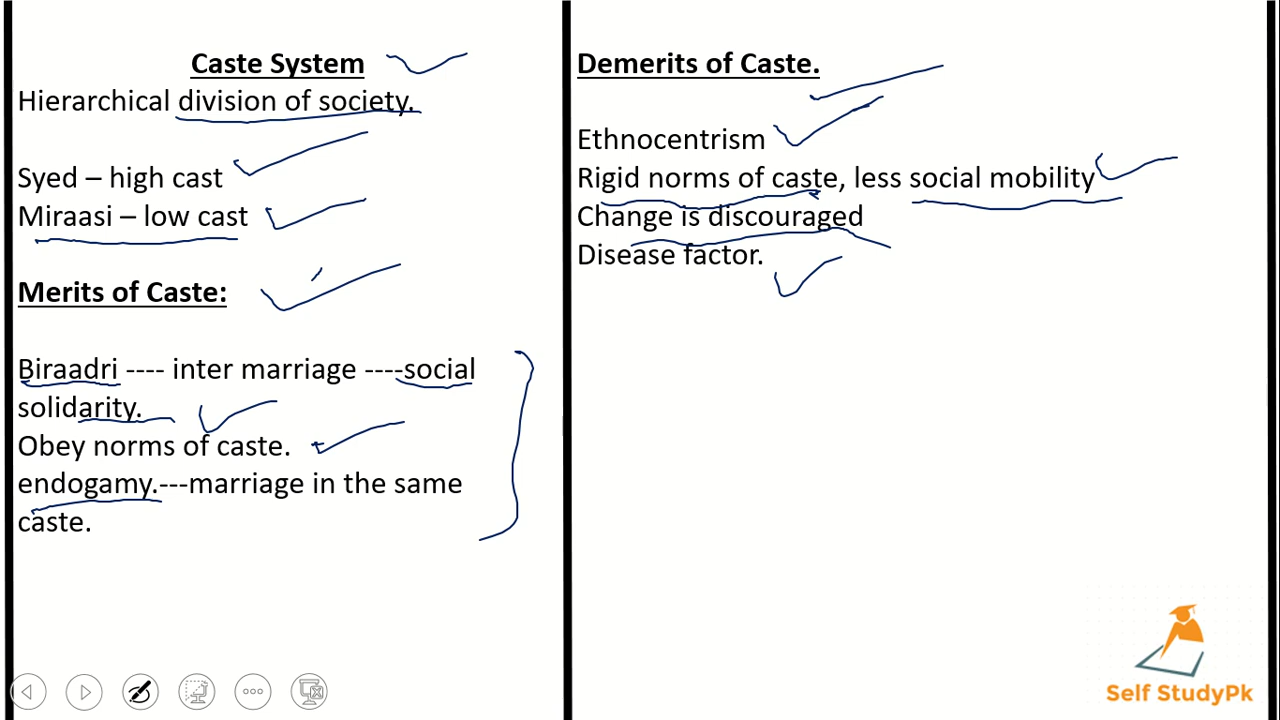 Caste System
Hierarchical division of society.
Syed – high cast
Miraasi – low cast
Merits of Caste:
Biraadri ---- inter marriage ----social
solidarity.
Obey norms of caste.
endogamy.---marriage in the same
caste.
Demerits of Caste.
Ethnocentrism
Rigid norms of caste, less social mobility
Change is discouraged
Disease factor.
Self StudyPk